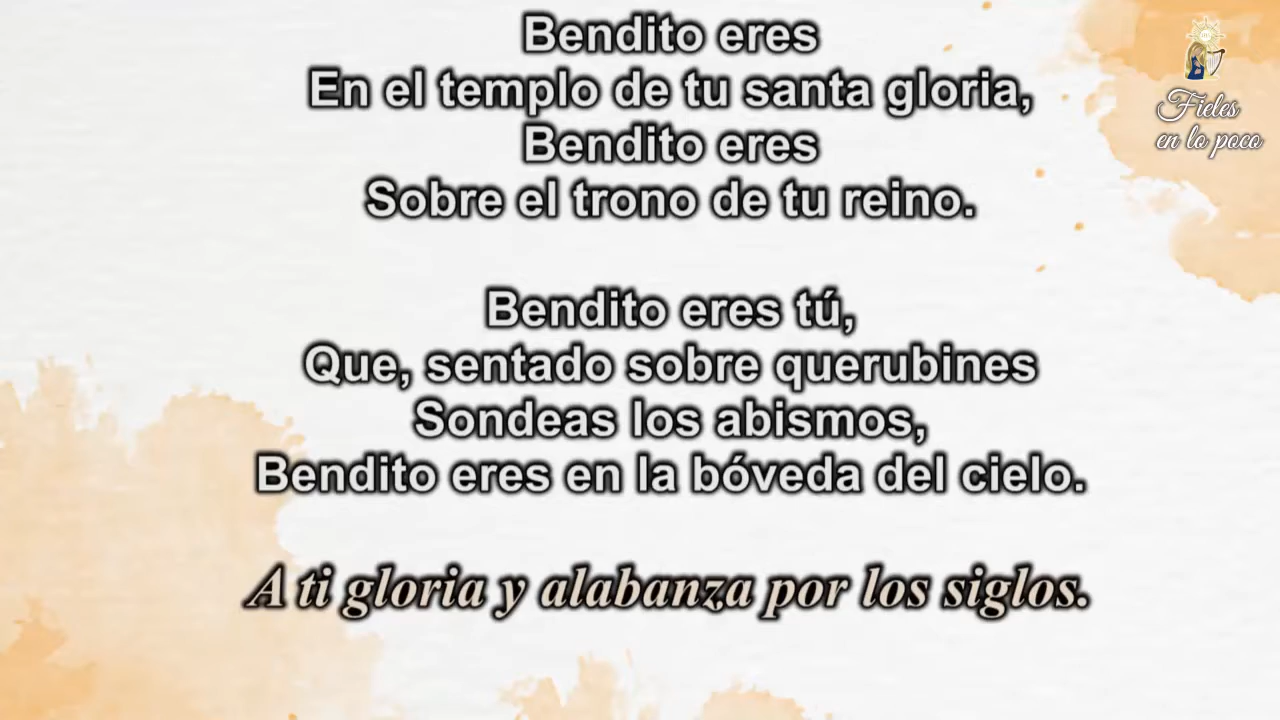 Bendito eres
En el templo de tu santa gloria,
Bendito eres
Sobre el trono de tu reino.
Bendito eres tú,
Que, sentado sobre querubines
Sondeas los abismos,
Bendito eres en la bóveda del cielo.
A ti gloria y alabanza por los siglos.
Fieles
en lo poco